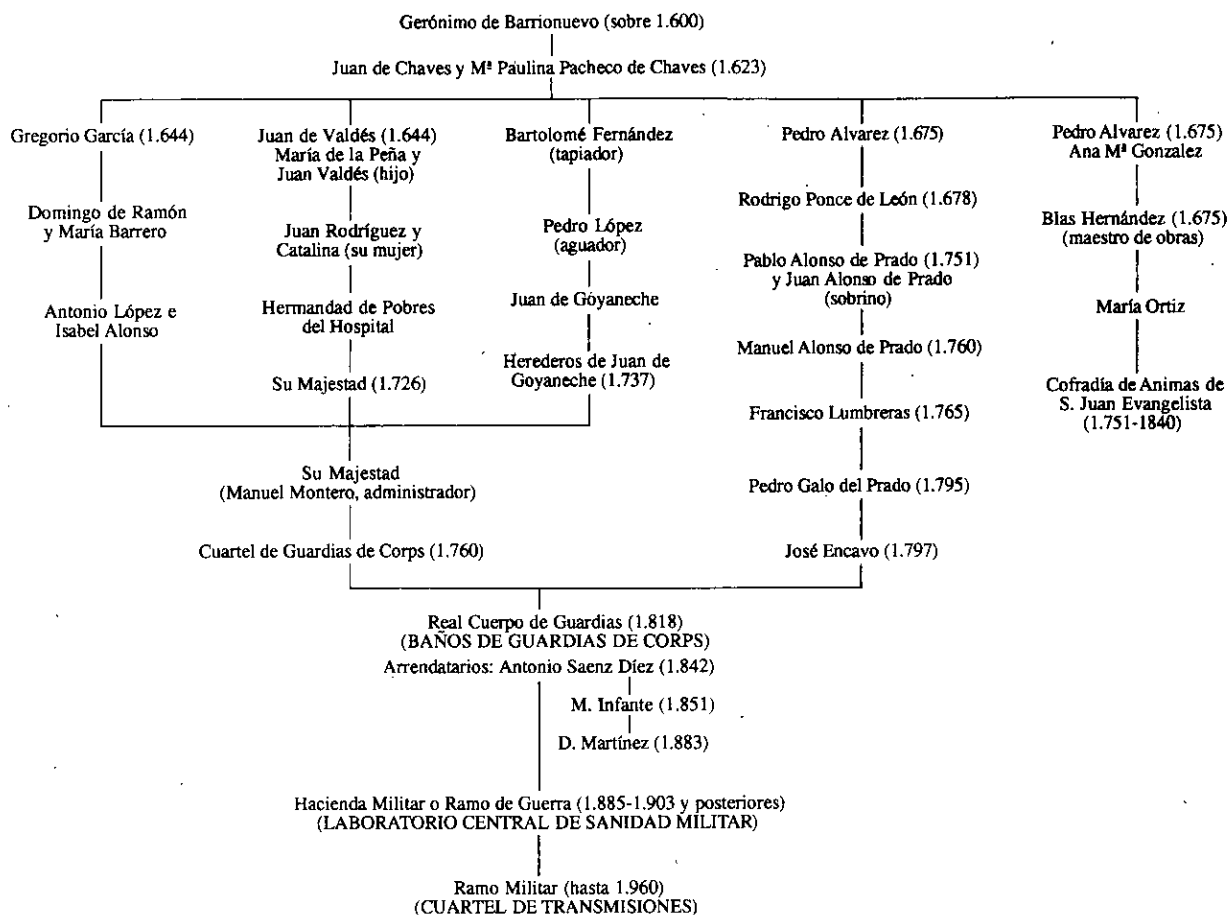 Gerónimo de Barrionuevo (sobre 1.600)
Juan de Chaves y Mª Paulina Pacheco de Chaves (1.623)
Gregorio García (1.644)
Domingo de Ramón
y María Barrero
Antonio López e
Isabel Alonso
Juan de Valdés (1.644)
María de la Peña y
Juan Valdés (hijo)
Juan Rodríguez y
Catalina (su mujer)
Hermandad de Pobres
del Hospital
Su Majestad (1.726)
Bartolomé Fernández
(tapiador)
Pedro López
(aguador)
Juan de Goyaneche
Herederos de Juan de
Goyaneche (1.737)
Pedro Alvarez (1.675)
Rodrigo Ponce de León (1.678)
Pablo Alonso de Prado (1.751)
y Juan Alonso de Prado
(sobrino)
Manuel Alonso de Prado (1.760)
Francisco Lumbreras (1.765)
Pedro Galo del Prado (1.795)
José Encavo (1.797)
Pedro Alvarez (1.675)
Ana Mª Gonzalez
Blas Hernández (1.675)
(maestro de obras)
María Ortiz
Cofradía de Animas de
S. Juan Evangelista
(1.751-1840)
Su Majestad
(Manuel Montero, administrador)
Cuartel de Guardias de Corps (1.760)
Real Cuerpo de Guardias (1.818)
(BAÑOS DE GUARDIAS DE CORPS)
Arrendatarios: Antonio Saenz Díez (1.842)
M. Infante (1.851)
D. Martínez (1.883)
Hacienda Militar o Ramo de Guerra (1.885-1.903 y posteriores)
(LABORATORIO CENTRAL DE SANIDAD MILITAR)
Ramo Militar (hasta 1.960)
(CUARTEL DE TRANSMISIONES)